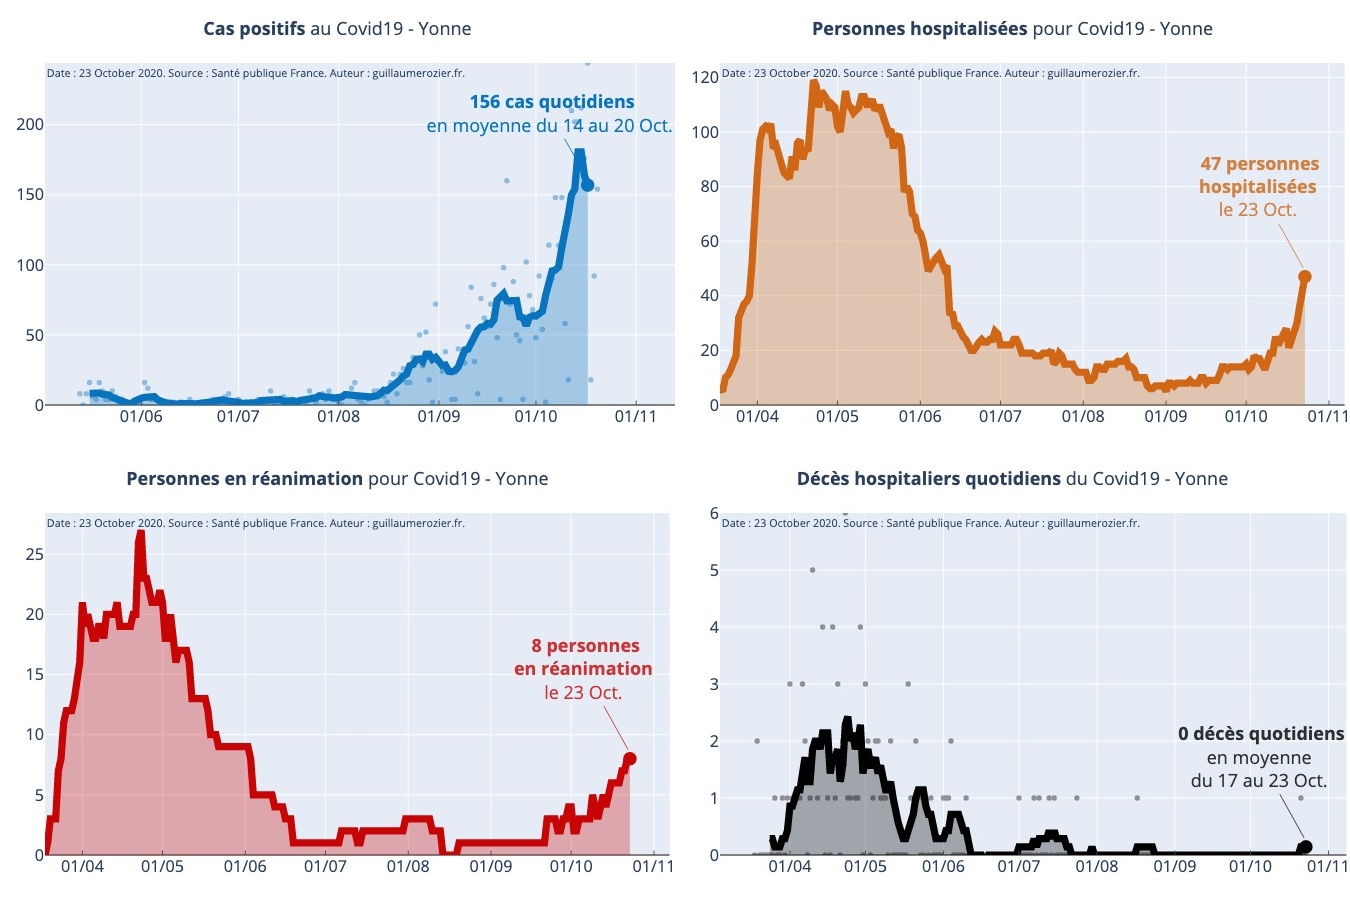 Cas positifs au Covid19 - Yonne
Date : 23 October 2020. Source : Santé publique France. Auteur : guillaumerozier.fr.
156 cas quotidiens
en moyenne du 14 au 20 Oct.
200
150
100
50
0
01/06 01/07 01/08 01/09 01/10 01/11
Personnes hospitalisées pour Covid19 - Yonne
Date : 23 October 2020. Source : Santé publique France. Auteur : guillaumerozier.fr.
47 personnes
hospitalisées
le 23 Oct.
120
100
80
60
40
20
0
01/04 01/05 01/06 01/07 01/08 01/09 01/10 01/11
Personnes en réanimation pour Covid19 - Yonne
Date : 23 October 2020. Source : Santé publique France. Auteur : guillaumerozier.fr.
8 personnes
en réanimation
le 23 Oct.
25
20
15
10
5
0
01/04 01/05 01/06 01/07 01/08 01/09 01/10 01/11
Décès hospitaliers quotidiens du Covid19 - Yonne
Date : 23 October 2020. Source : Santé publique France. Auteur : guillaumerozier.fr.
0 décès quotidiens
en moyenne
du 17 au 23 Oct.
6
5
4
3
2
1
0
01/04 01/05 01/06 01/07 01/08 01/09 01/10 01/11